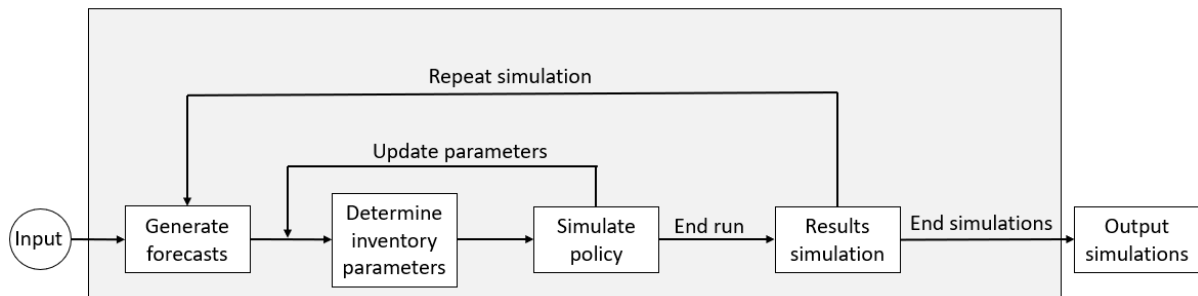 Repeat simulation
Update parameters
Input
Generate
forecasts
Determine
inventory
parameters
Simulate
policy
End run
Results
simulation
End simulations
Output
simulations